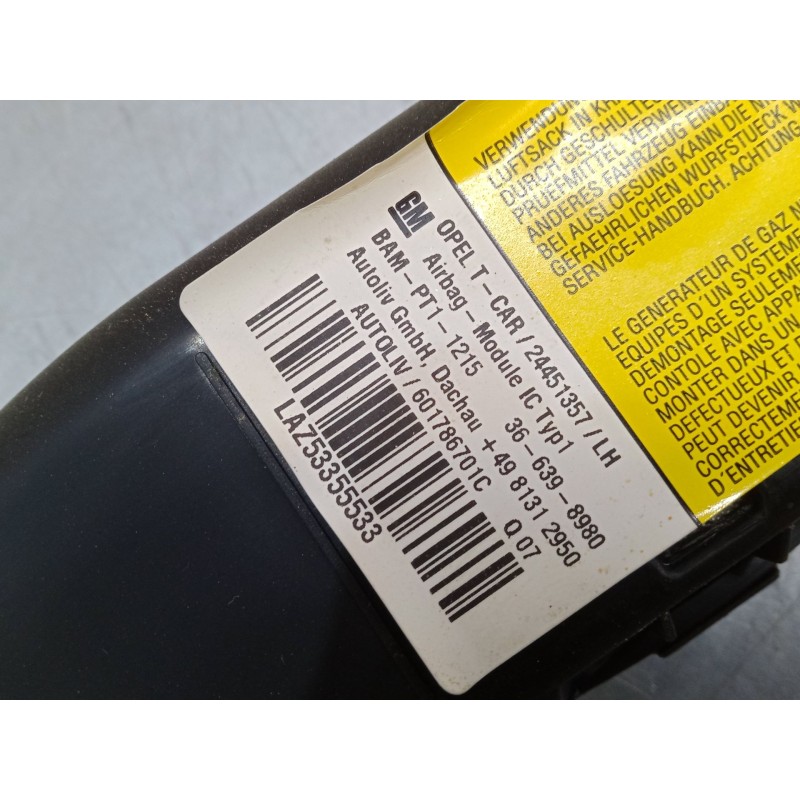 GM
OPEL T-CAR / 24451357 / LH
Airbag - Module IC Typ1
BAM-PT1-1215 36-639-8980
Autoliv GmbH, Dachau +49 8131 2950
AUTOLIV / 601786701C Q 07
LAZ53355533
VERWENDUNG
LUFTSACK IN
DURCH GESCHULTE
PRUEFMITTEL VERWEN
ANDERES FAHRZEUG EINBA
BEI AUSLOESUNG KANN DIE
GEFAEHRLICHEN WURFSTUECK W
SERVICE-HANDBUCH. ACHTUNG
LE GENERATEUR DE GAZ
EQUIPES D'UN SYSTEME
DEMONTAGE SEULEME
CONTOLE AVEC APPA
MONTER DANS UN
DEFECTUEUX ET
PEUT DEVENIR
CORRECTEME
D'ENTRETIE